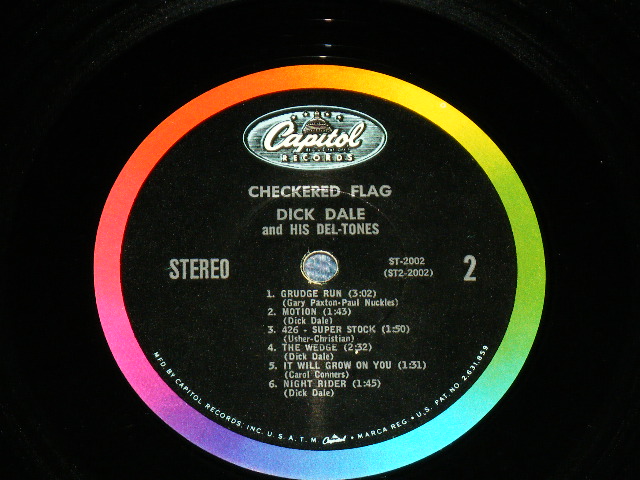 Capitol
RECORDS
CHECKERED FLAG
DICK DALE
and HIS DEL-TONES
STEREO
ST-2002
(ST2-2002)
2
1. GRUDGE RUN (3:02)
(Gary Paxton-Paul Nuckles)
2. MOTION (1:43)
(Dick Dale)
3. 426 - SUPER STOCK (1:50)
(Usher-Christian)
4. THE WEDGE (2:32)
(Dick Dale)
5. IT WILL GROW ON YOU (1:31)
(Carol Conners)
6. NIGHT RIDER (1:45)
(Dick Dale)
MFD. BY CAPITOL RECORDS, INC. U.S.A. T.M. Capitol • MARCA REG. • U.S. PAT. NO. 2,631,859